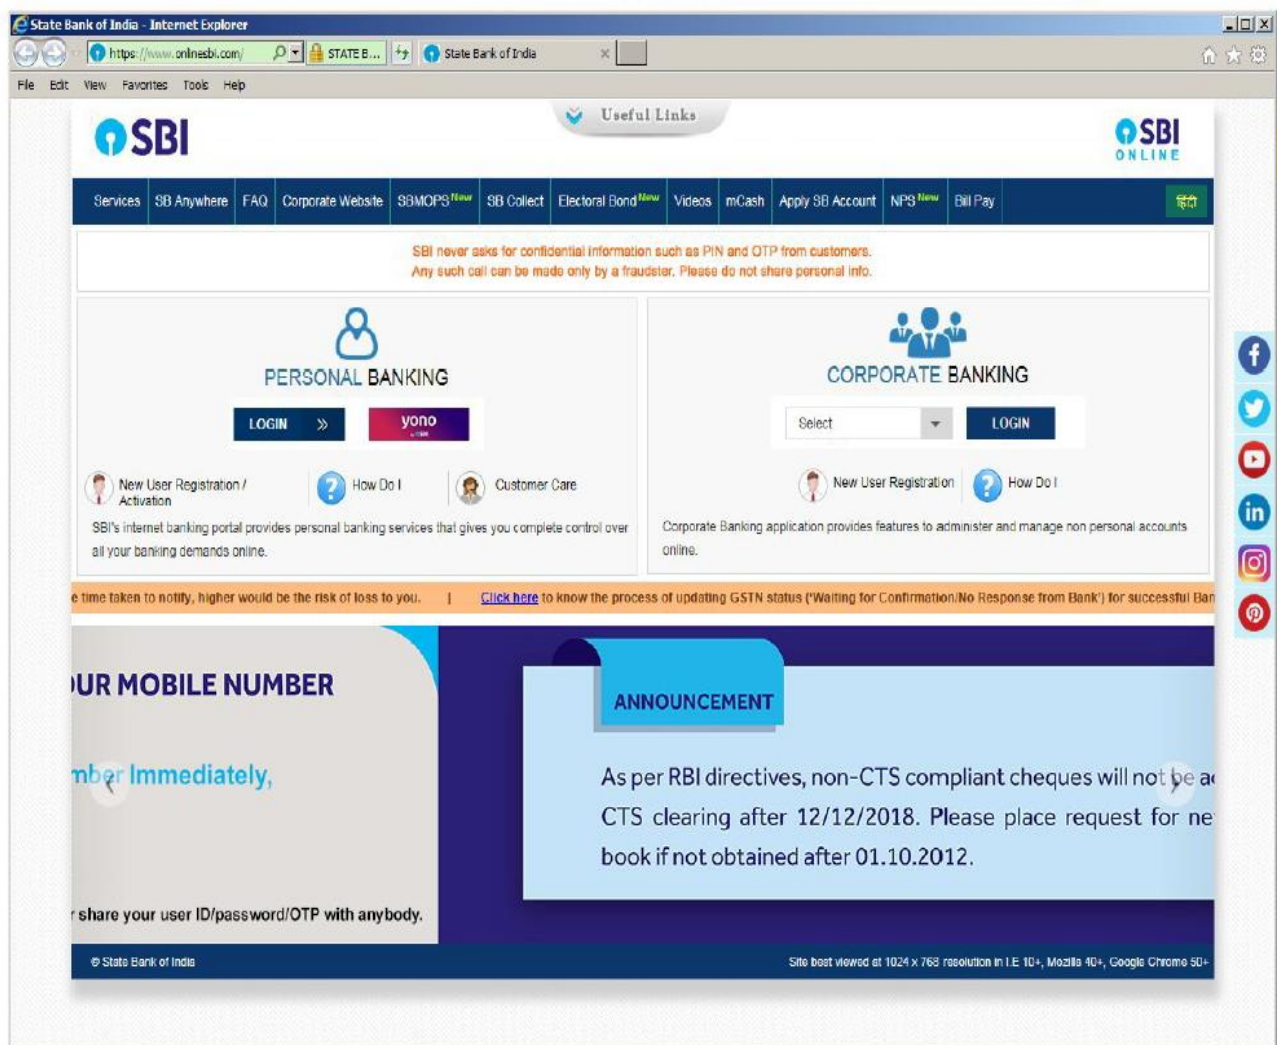 State Bank of India - Internet Explorer
https://www.onlinesbi.com/ STATE B... State Bank of India
File Edit View Favorites Tools Help
Useful Links
SBI
SBI
ONLINE
Services SB Anywhere FAQ Corporate Website SBMOPS New SB Collect Electoral Bond New Videos mCash Apply SB Account NPS New Bill Pay हिंदी
SBI never asks for confidential information such as PIN and OTP from customers.
Any such call can be made only by a fraudster. Please do not share personal info.
PERSONAL BANKING
LOGIN » yono
New User Registration /
Activation
How Do I
Customer Care
SBI's internet banking portal provides personal banking services that gives you complete control over
all your banking demands online.
CORPORATE BANKING
Select LOGIN
New User Registration
How Do I
Corporate Banking application provides features to administer and manage non personal accounts
online.
e time taken to notify, higher would be the risk of loss to you. | Click here to know the process of updating GSTN status ('Waiting for Confirmation/No Response from Bank') for successful Ban
OUR MOBILE NUMBER
mber Immediately,
r share your user ID/password/OTP with anybody.
ANNOUNCEMENT
As per RBI directives, non-CTS compliant cheques will not be ac
CTS clearing after 12/12/2018. Please place request for ne
book if not obtained after 01.10.2012.
© State Bank of India
Site best viewed at 1024 x 768 resolution in I.E 10+, Mozilla 40+, Google Chrome 50+